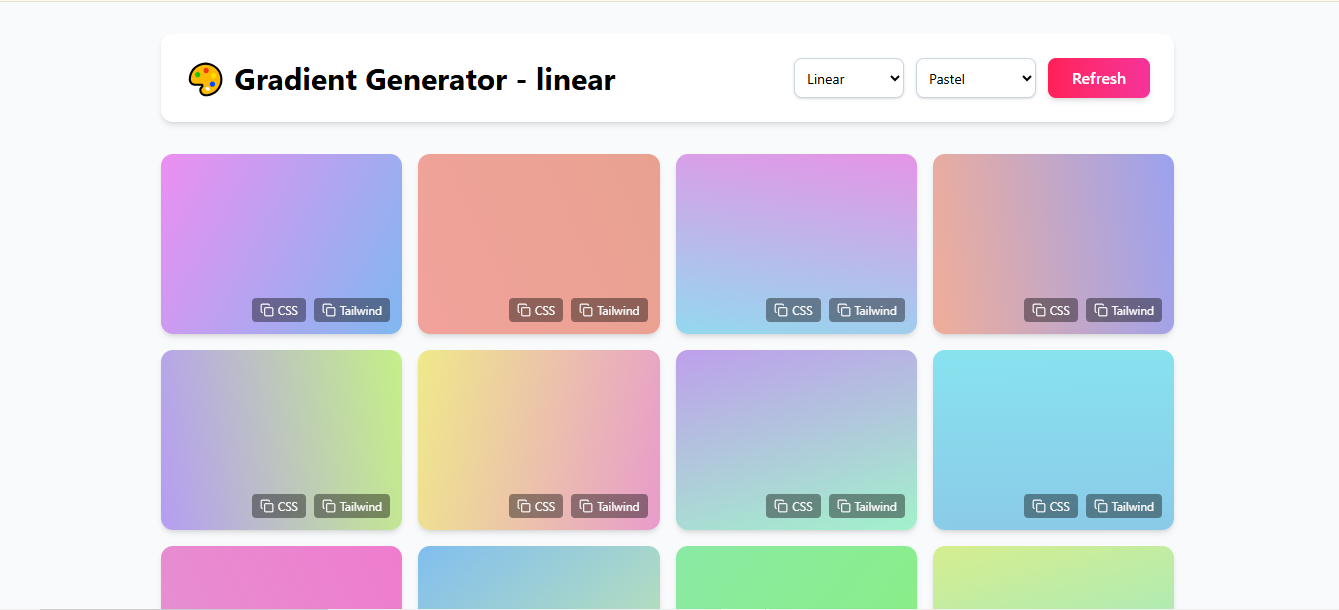 Gradient Generator - linear
Linear
Pastel
Refresh
CSS Tailwind CSS Tailwind CSS Tailwind CSS Tailwind
CSS Tailwind CSS Tailwind CSS Tailwind CSS Tailwind